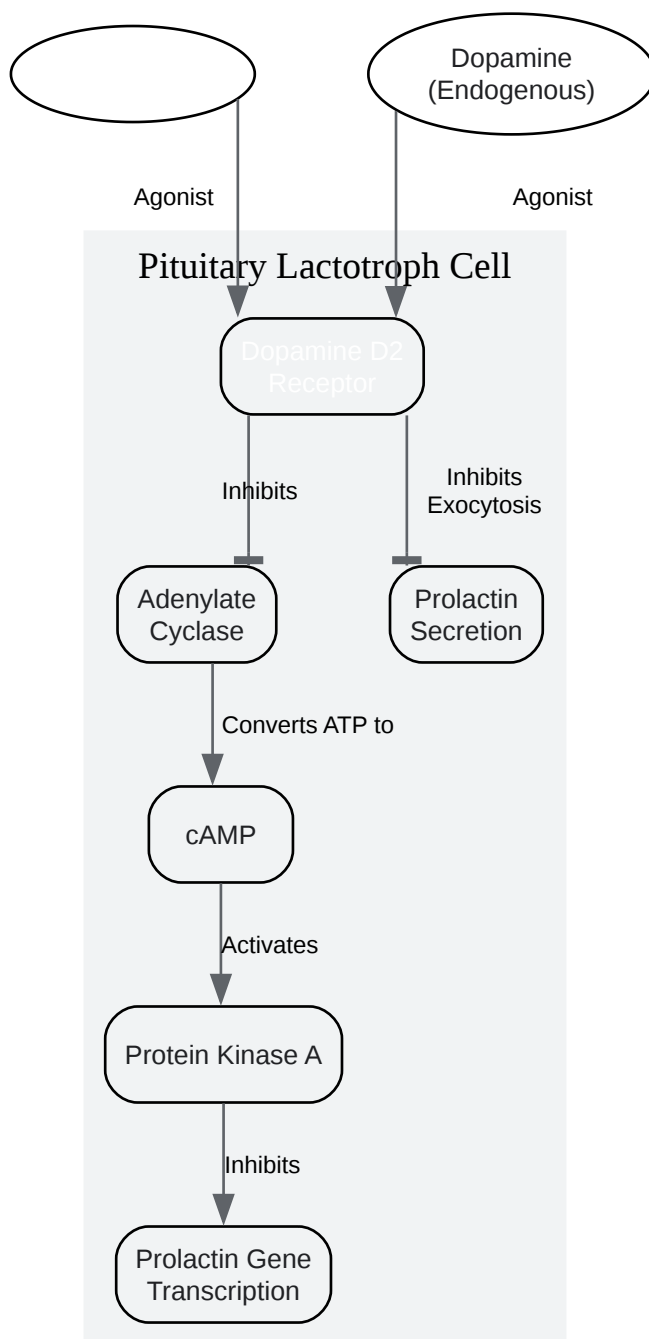 Dopamine
(Endogenous)
Agonist
Agonist
Pituitary Lactotroph Cell
Dopamine D2
Receptor
Inhibits
Inhibits
Exocytosis
Adenylate
Cyclase
Prolactin
Secretion
Converts ATP to
cAMP
Activates
Protein Kinase A
Inhibits
Prolactin Gene
Transcription